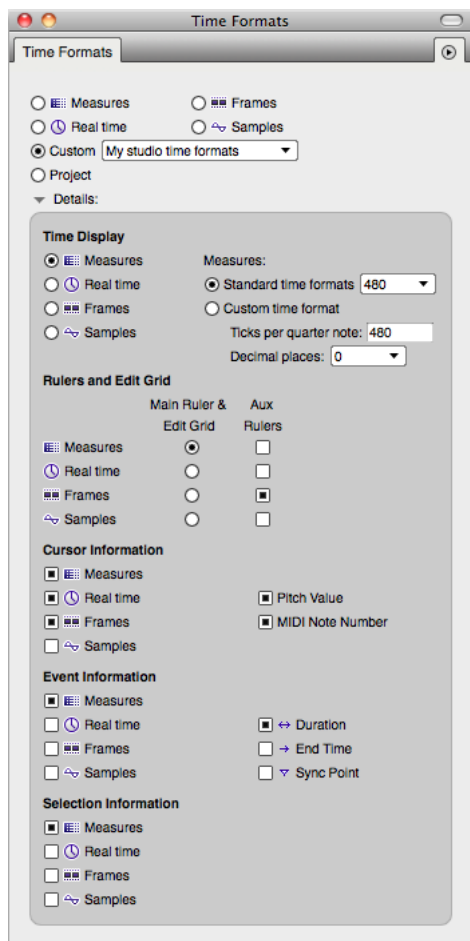 Time Formats
Time Formats
Measures Frames
Real time Samples
Custom My studio time formats
Project
Details:
Time Display
Measures Measures:
Real time Standard time formats 480
Frames Custom time format
Samples Ticks per quarter note: 480
Decimal places: 0
Rulers and Edit Grid
Main Ruler & Aux
Edit Grid Rulers
Measures
Real time
Frames
Samples
Cursor Information
Measures
Real time Pitch Value
Frames MIDI Note Number
Samples
Event Information
Measures
Real time Duration
Frames End Time
Samples Sync Point
Selection Information
Measures
Real time
Frames
Samples